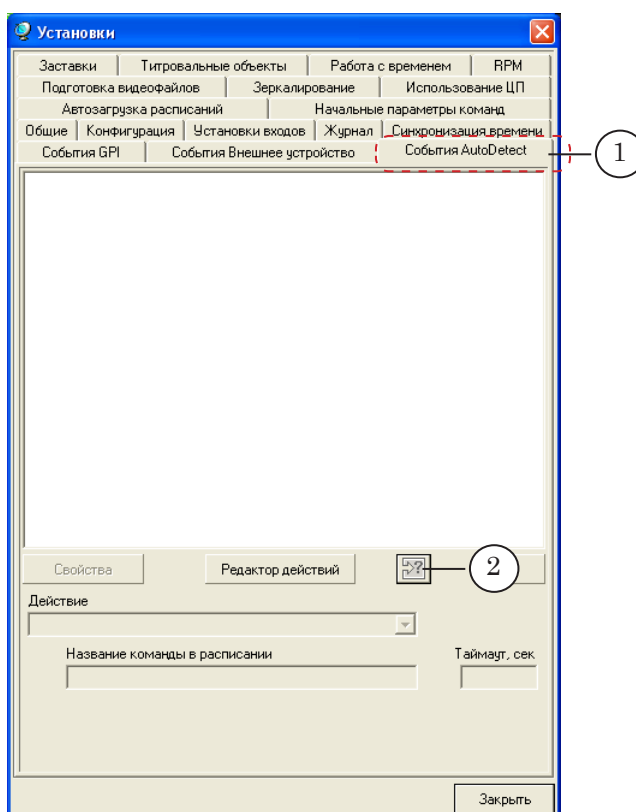 Установки
Заставки Титровальные объекты Работа с временем RPM
Подготовка видеофайлов Зеркалирование Использование ЦП
Автозагрузка расписаний Начальные параметры команд
Общие Конфигурация Установки входов Журнал Синхронизация времени
События GPI События Внешнее устройство События AutoDetect 1
Свойства Редактор действий ? 2
Действие
Название команды в расписании Таймаут, сек
Закрыть